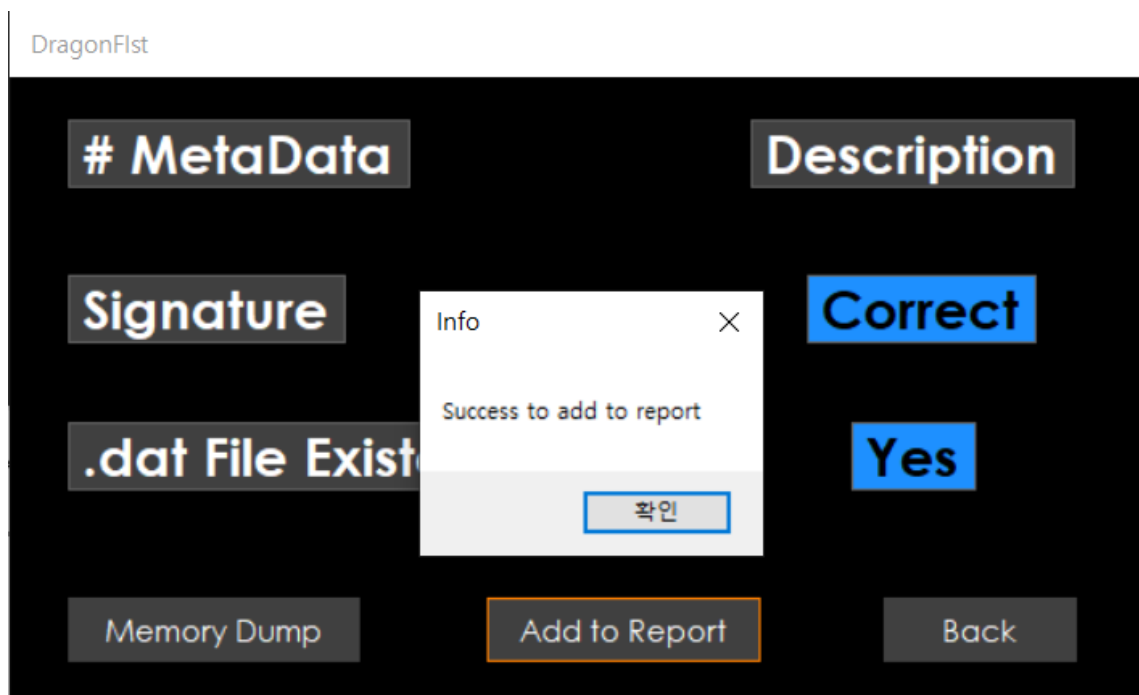 DragonFIst
# MetaData Description
Signature Correct
Info
Success to add to report
.dat File Exist Yes
확인
Memory Dump Add to Report Back